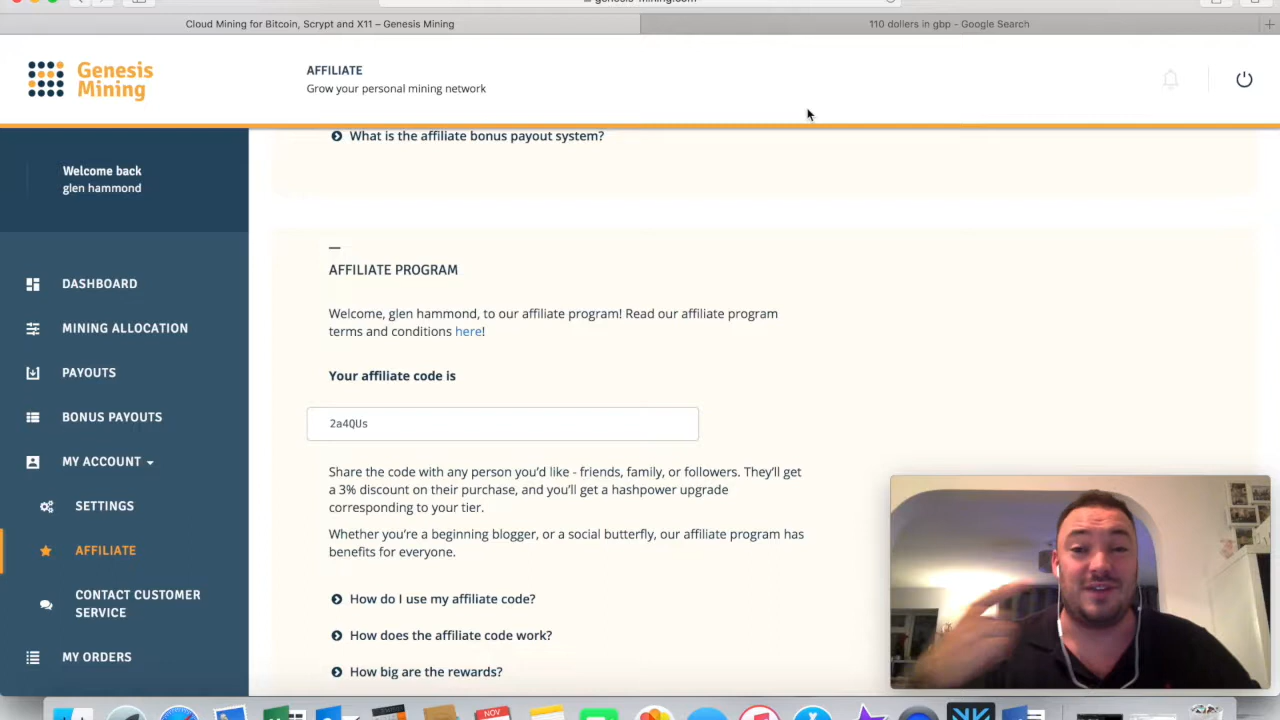 genesis-mining.com
Cloud Mining for Bitcoin, Scrypt and X11 – Genesis Mining
110 dollers in gbp - Google Search
Genesis
Mining
AFFILIATE
Grow your personal mining network
What is the affiliate bonus payout system?
Welcome back
glen hammond
DASHBOARD
MINING ALLOCATION
PAYOUTS
BONUS PAYOUTS
MY ACCOUNT
SETTINGS
AFFILIATE
CONTACT CUSTOMER
SERVICE
MY ORDERS
AFFILIATE PROGRAM
Welcome, glen hammond, to our affiliate program! Read our affiliate program
terms and conditions here!
Your affiliate code is
2a4QUs
Share the code with any person you'd like - friends, family, or followers. They'll get
a 3% discount on their purchase, and you'll get a hashpower upgrade
corresponding to your tier.
Whether you're a beginning blogger, or a social butterfly, our affiliate program has
benefits for everyone.
How do I use my affiliate code?
How does the affiliate code work?
How big are the rewards?
NOV